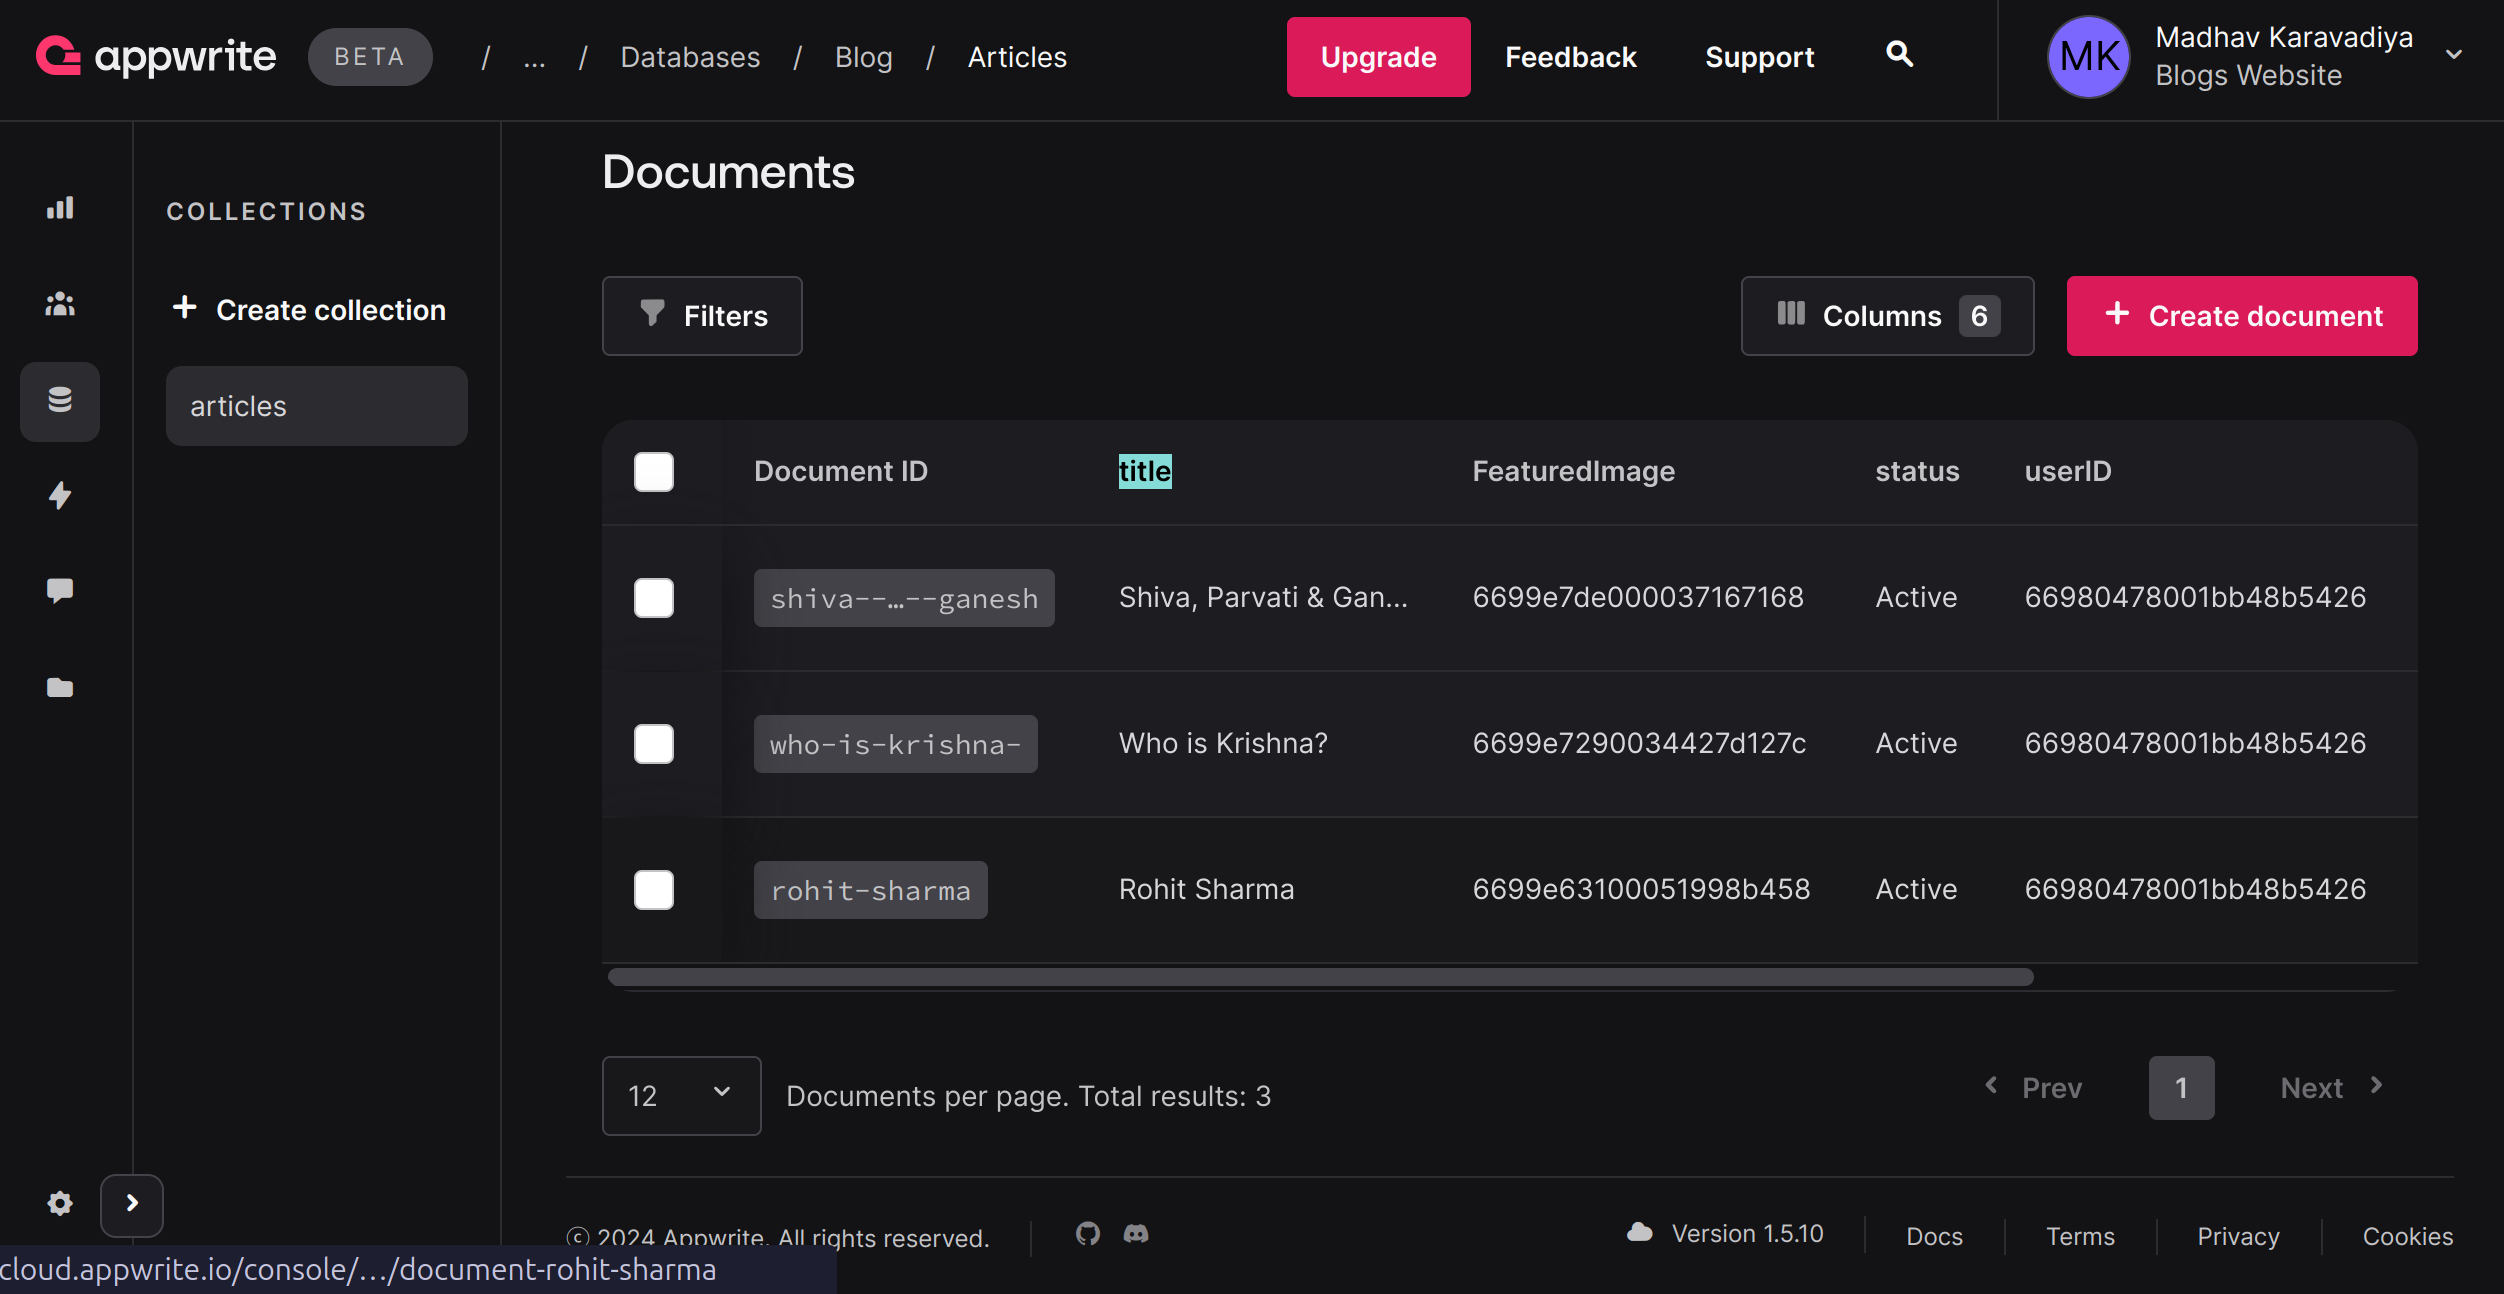 appwrite BETA / ... / Databases / Blog / Articles Upgrade Feedback Support MK Madhav Karavadiya
Blogs Website
Documents
COLLECTIONS
+ Create collection
articles
Filters Columns 6 + Create document
Document ID title FeaturedImage status userID
shiva--…--ganesh Shiva, Parvati & Gan... 6699e7de000037167168 Active 66980478001bb48b5426
who-is-krishna- Who is Krishna? 6699e7290034427d127c Active 66980478001bb48b5426
rohit-sharma Rohit Sharma 6699e63100051998b458 Active 66980478001bb48b5426
12 Documents per page. Total results: 3 Prev 1 Next
© 2024 Appwrite. All rights reserved. Version 1.5.10 Docs Terms Privacy Cookies
cloud.appwrite.io/console/…/document-rohit-sharma